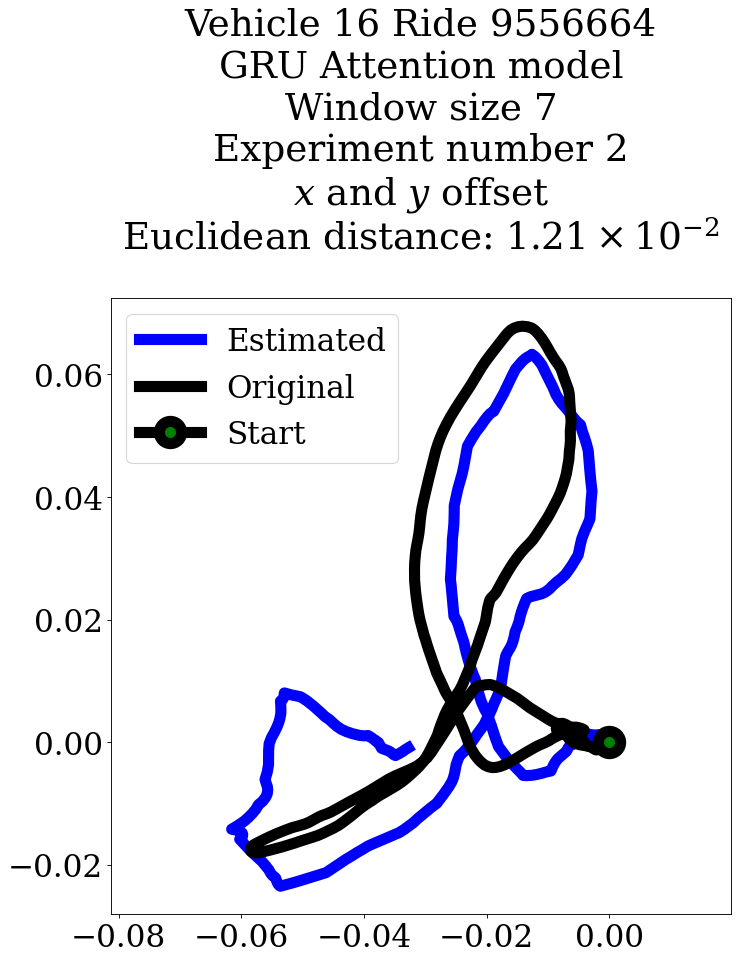 Vehicle 16 Ride 9556664
GRU Attention model
Window size 7
Experiment number 2
x and y offset
Euclidean distance: 1.21 × 10⁻²
Estimated
Original
Start
0.06
0.04
0.02
0.00
−0.02
−0.08 −0.06 −0.04 −0.02 0.00